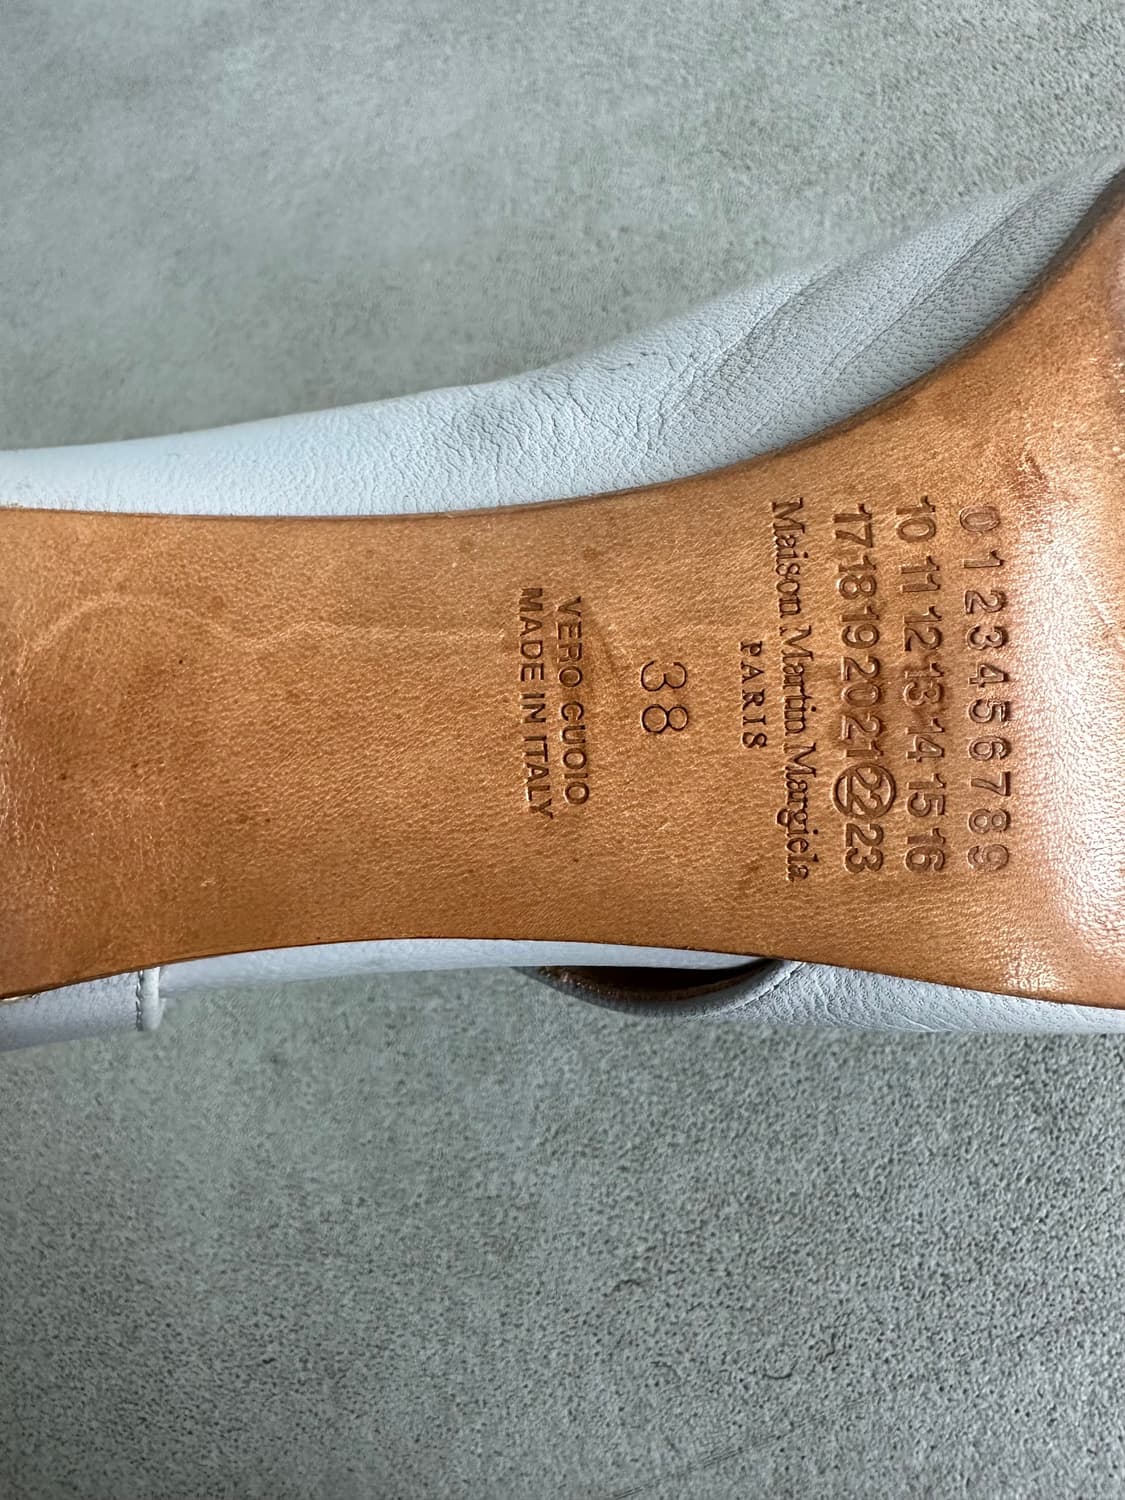 0 1 2 3 4 5 6 7 8 9
10 11 12 13 14 15 16
17 18 19 20 21 22 23
Maison Martin Margiela
PARIS
38
VERO CUOIO
MADE IN ITALY